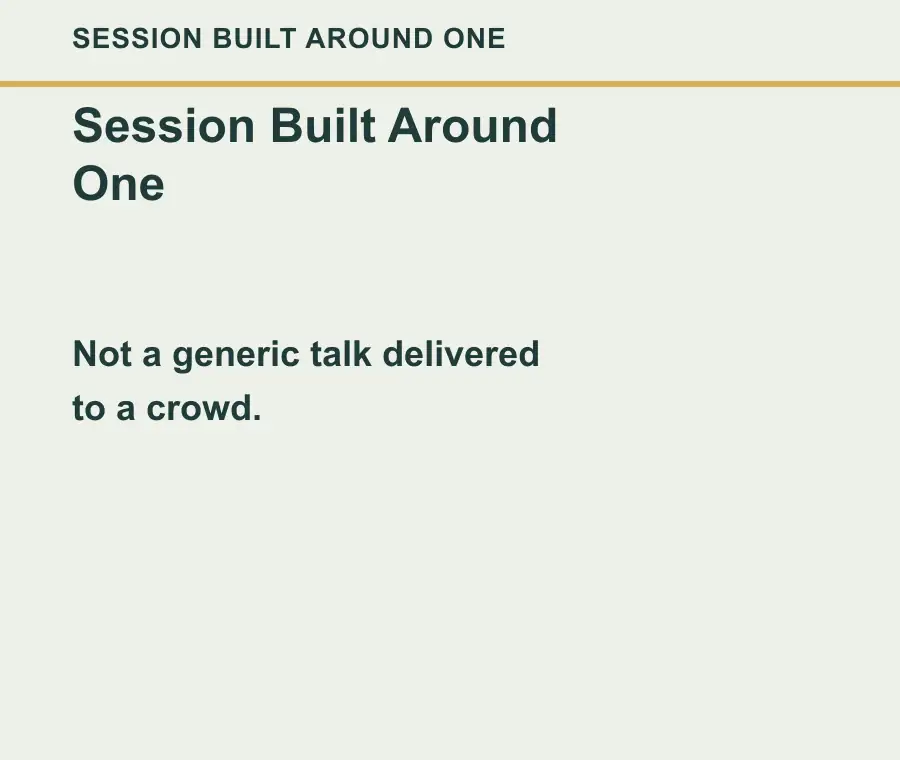 SESSION BUILT AROUND ONE
Session Built Around
One
Not a generic talk delivered
to a crowd.